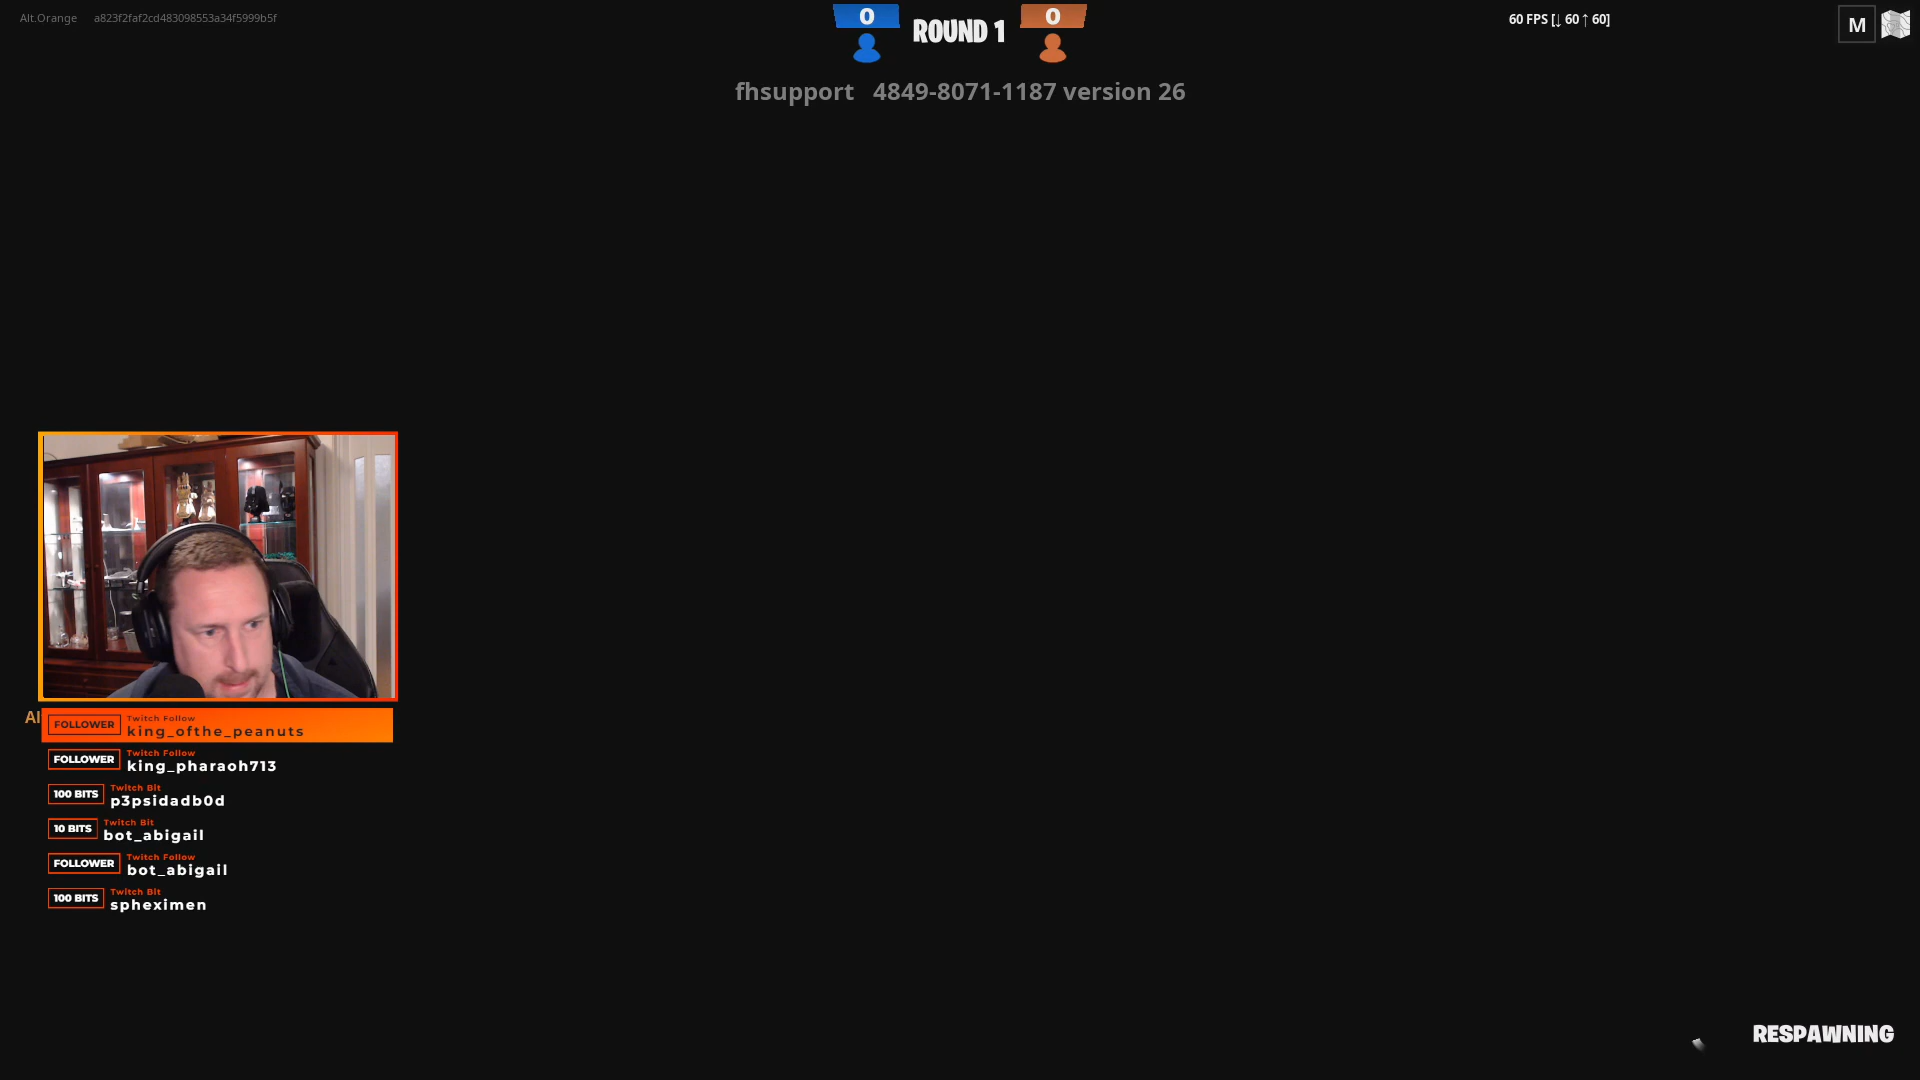 Alt.Orange a823f2faf2cd483098553a34f5999b5f
0 ROUND 1 0
60 FPS [↓ 60 ↑ 60]
M
fhsupport 4849-8071-1187 version 26
FOLLOWER Twitch Follow
king_ofthe_peanuts
FOLLOWER Twitch Follow
king_pharaoh713
100 BITS Twitch Bit
p3psidadb0d
10 BITS Twitch Bit
bot_abigail
FOLLOWER Twitch Follow
bot_abigail
100 BITS Twitch Bit
spheximen
RESPAWNING